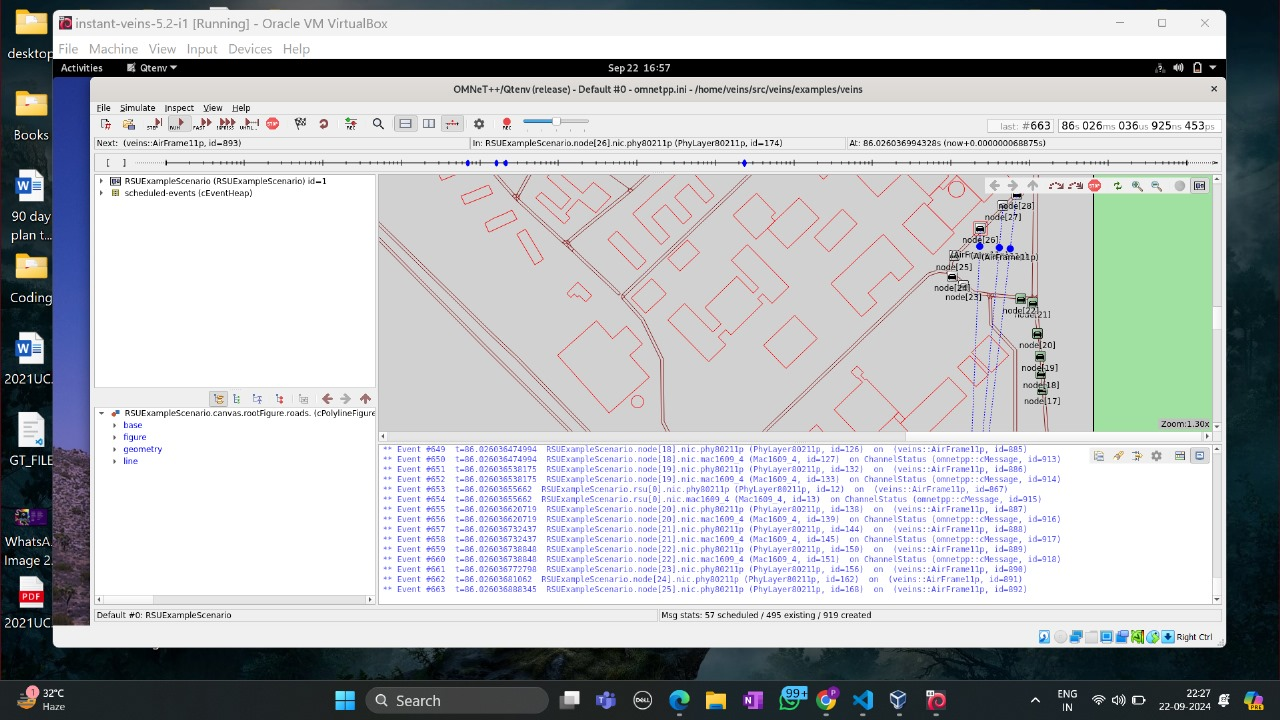 instant-veins-5.2-i1 [Running] - Oracle VM VirtualBox
File Machine View Input Devices Help
Activities Qtenv Sep 22 16:57
OMNeT++/Qtenv (release) - Default #0 - omnetpp.ini - /home/veins/src/veins/examples/veins
File Simulate Inspect View Help
STEP RUN FAST STOP REC last: #663 86s 026ms 036us 925ns 453ps
Next: (veins::AirFrame11p, id=893) In: RSUExampleScenario.node[26].nic.phy80211p (PhyLayer80211p, id=174) At: 86.026036994328s (now+0.000000068875s)
RSUExampleScenario (RSUExampleScenario) id=1
scheduled-events (cEventHeap)
RSUExampleScenario.canvas.rootFigure.roads. (cPolylineFigure
base
figure
geometry
line
node[28]
node[27]
node[26]
(AirFrame11p)
node[25]
node[24]
node[23]
node[22]
node[21]
node[20]
node[19]
node[18]
node[17]
Zoom:1.30x
** Event #649 t=86.026036474994 RSUExampleScenario.node[18].nic.phy80211p (PhyLayer80211p, id=126) on (veins::AirFrame11p, id=885)
** Event #650 t=86.026036474994 RSUExampleScenario.node[18].nic.mac1609_4 (Mac1609_4, id=127) on ChannelStatus (omnetpp::cMessage, id=913)
** Event #651 t=86.026036538175 RSUExampleScenario.node[19].nic.phy80211p (PhyLayer80211p, id=132) on (veins::AirFrame11p, id=886)
** Event #652 t=86.026036538175 RSUExampleScenario.node[19].nic.mac1609_4 (Mac1609_4, id=133) on ChannelStatus (omnetpp::cMessage, id=914)
** Event #653 t=86.02603655662 RSUExampleScenario.rsu[0].nic.phy80211p (PhyLayer80211p, id=12) on (veins::AirFrame11p, id=867)
** Event #654 t=86.02603655662 RSUExampleScenario.rsu[0].nic.mac1609_4 (Mac1609_4, id=13) on ChannelStatus (omnetpp::cMessage, id=915)
** Event #655 t=86.026036620719 RSUExampleScenario.node[20].nic.phy80211p (PhyLayer80211p, id=138) on (veins::AirFrame11p, id=887)
** Event #656 t=86.026036620719 RSUExampleScenario.node[20].nic.mac1609_4 (Mac1609_4, id=139) on ChannelStatus (omnetpp::cMessage, id=916)
** Event #657 t=86.026036732437 RSUExampleScenario.node[21].nic.phy80211p (PhyLayer80211p, id=144) on (veins::AirFrame11p, id=888)
** Event #658 t=86.026036732437 RSUExampleScenario.node[21].nic.mac1609_4 (Mac1609_4, id=145) on ChannelStatus (omnetpp::cMessage, id=917)
** Event #659 t=86.026036738848 RSUExampleScenario.node[22].nic.phy80211p (PhyLayer80211p, id=150) on (veins::AirFrame11p, id=889)
** Event #660 t=86.026036738848 RSUExampleScenario.node[22].nic.mac1609_4 (Mac1609_4, id=151) on ChannelStatus (omnetpp::cMessage, id=918)
** Event #661 t=86.026036772798 RSUExampleScenario.node[23].nic.phy80211p (PhyLayer80211p, id=156) on (veins::AirFrame11p, id=890)
** Event #662 t=86.02603681062 RSUExampleScenario.node[24].nic.phy80211p (PhyLayer80211p, id=162) on (veins::AirFrame11p, id=891)
** Event #663 t=86.026036888345 RSUExampleScenario.node[25].nic.phy80211p (PhyLayer80211p, id=168) on (veins::AirFrame11p, id=892)
Default #0: RSUExampleScenario Msg stats: 57 scheduled / 495 existing / 919 created
Right Ctrl
desktop
Books
90 day
plan t...
Coding
2021UC
GT_FILE
WhatsA
Image 2
PDF
2021UC
1
32°C
Haze
Search
DELL
99+
P
ENG
IN
22:27
22-09-2024
PRE